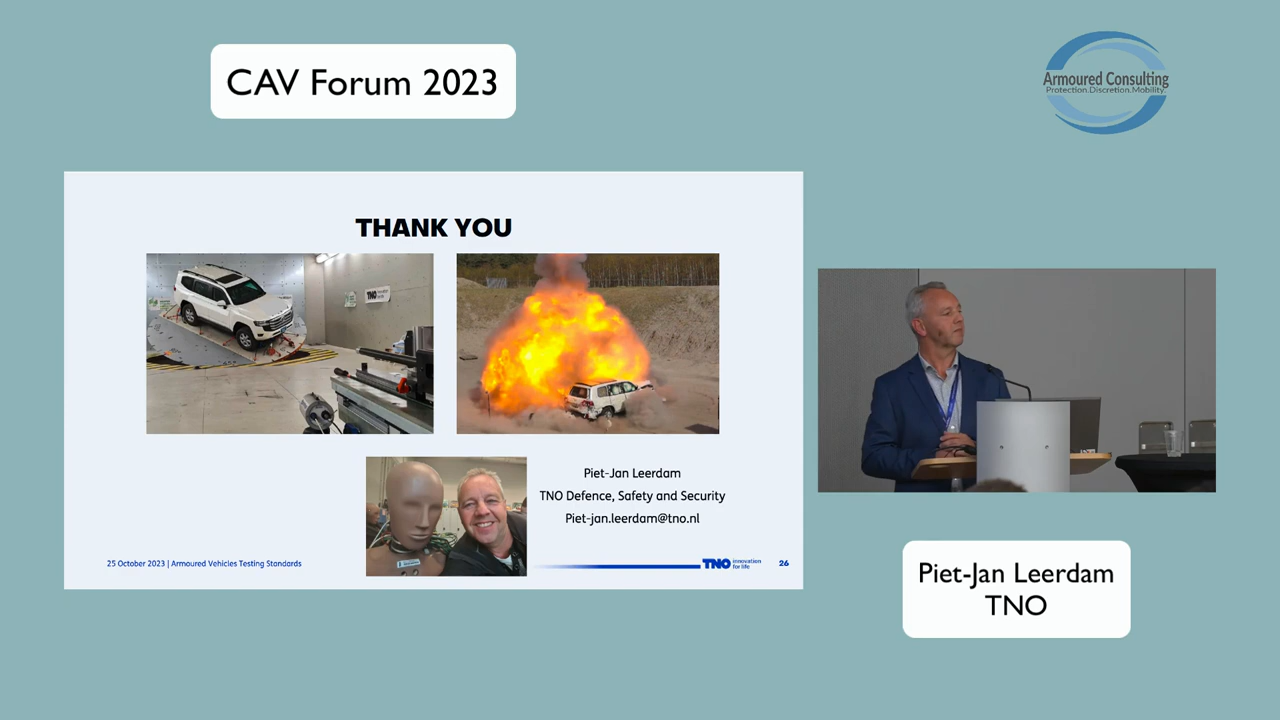 CAV Forum 2023
Armoured Consulting
Protection.Discretion.Mobility.
THANK YOU
TNO
Piet-Jan Leerdam
TNO Defence, Safety and Security
Piet-jan.leerdam@tno.nl
25 October 2023 | Armoured Vehicles Testing Standards
TNO innovation
for life
26
Piet-Jan Leerdam
TNO